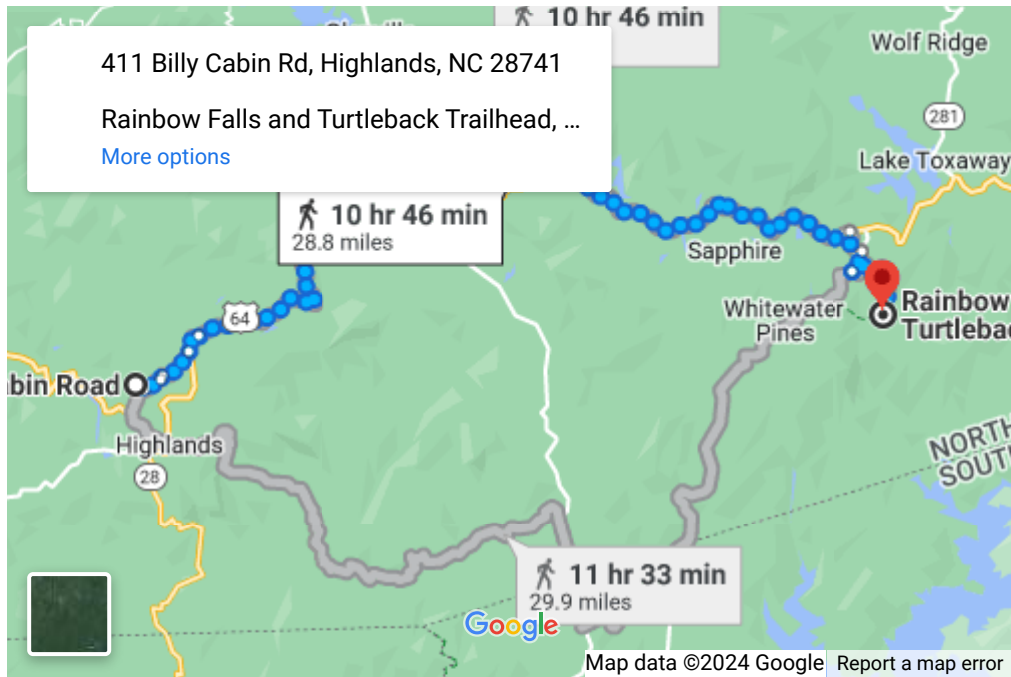 10 hr 46 min
Wolf Ridge
411 Billy Cabin Rd, Highlands, NC 28741
Rainbow Falls and Turtleback Trailhead, ...
More options
281
Lake Toxaway
10 hr 46 min
28.8 miles
Sapphire
64
Whitewater
Pines
Rainbow
Turtleba
bin Road
Highlands
28
NORTH
SOUT
11 hr 33 min
29.9 miles
Google
Map data ©2024 Google
Report a map error